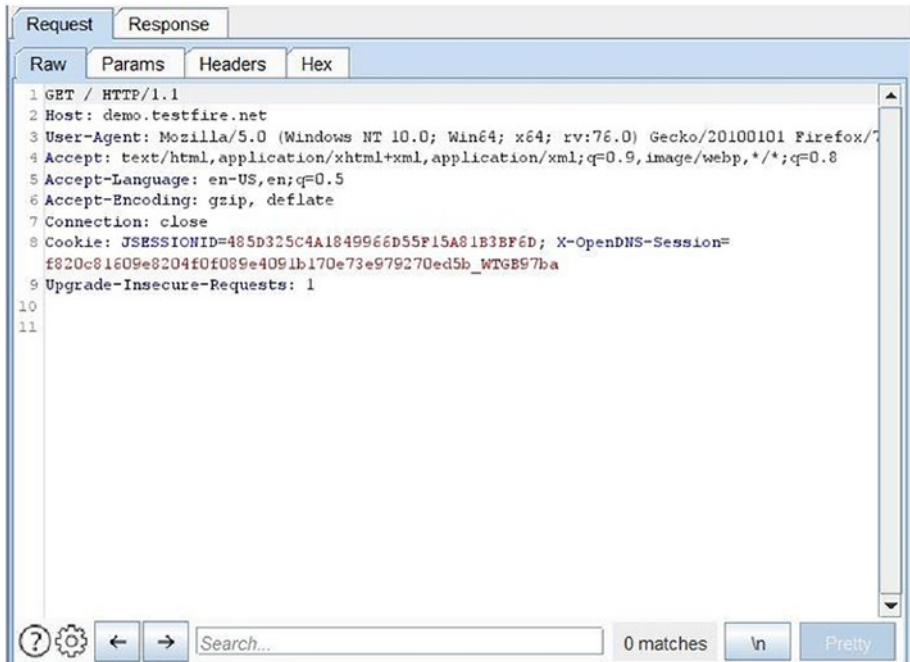 Request Response
Raw Params Headers Hex
1 GET / HTTP/1.1
2 Host: demo.testfire.net
3 User-Agent: Mozilla/5.0 (Windows NT 10.0; Win64; x64; rv:76.0) Gecko/20100101 Firefox/7
4 Accept: text/html,application/xhtml+xml,application/xml;q=0.9,image/webp,*/*;q=0.8
5 Accept-Language: en-US,en;q=0.5
6 Accept-Encoding: gzip, deflate
7 Connection: close
8 Cookie: JSESSIONID=485D325C4A1849966D55F15A81B3BF6D; X-OpenDNS-Session=
f820c81609e8204f0f089e4091b170e73e979270ed5b_WTGB97ba
9 Upgrade-Insecure-Requests: 1
10
11
? ← → Search... 0 matches \n Pretty